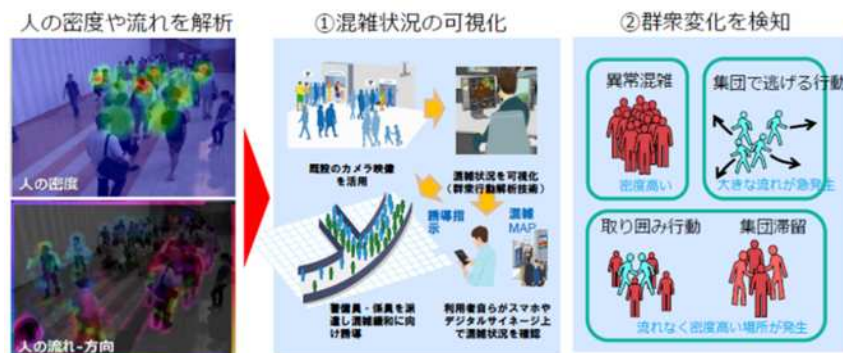 人の密度や流れを解析
人の密度
人の流れ-方向
①混雑状況の可視化
既設のカメラ映像
を活用
混雑状況を可視化
(群衆行動解析技術)
誘導指
示
混雑
MAP
警備員・係員を派
遣し混雑緩和に向
け誘導
利用者自らがスマホや
デジタルサイネージ上
で混雑状況を確認
②群衆変化を検知
異常混雑
密度高い
集団で逃げる行動
大きな流れが急発生
取り囲み行動
集団滞留
流れなく密度高い場所が発生